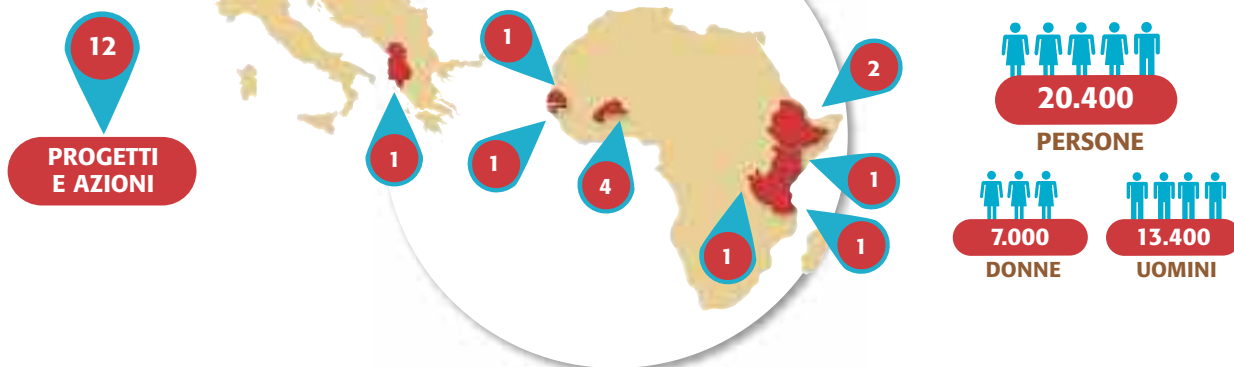 12
PROGETTI
E AZIONI
1
1
1
4
2
1
1
1
20.400
PERSONE
7.000
DONNE
13.400
UOMINI